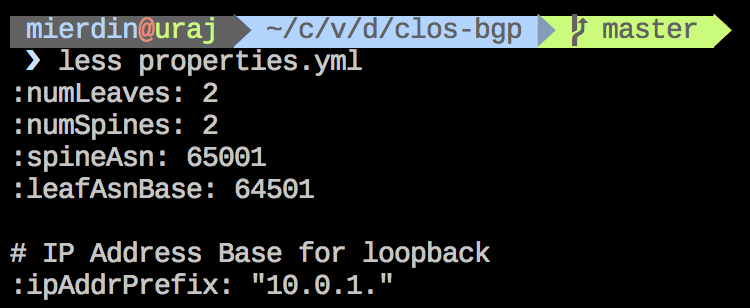 mierdin@uraj ~/c/v/d/clos-bgp master
❯ less properties.yml
:numLeaves: 2
:numSpines: 2
:spineAsn: 65001
:leafAsnBase: 64501
# IP Address Base for loopback
:ipAddrPrefix: "10.0.1."